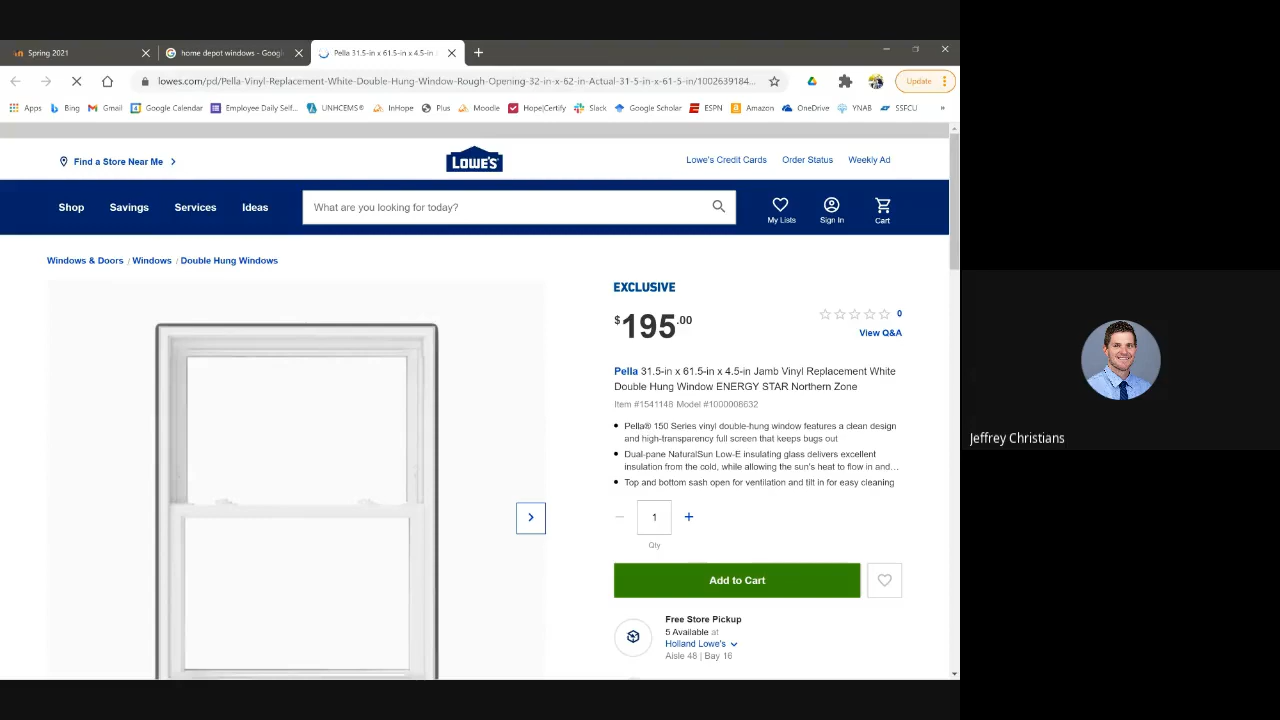 Spring 2021
home depot windows - Googl
Pella 31.5-in x 61.5-in x 4.5-in
lowes.com/pd/Pella-Vinyl-Replacement-White-Double-Hung-Window-Rough-Opening-32-in-x-62-in-Actual-31-5-in-x-61-5-in/1002639184...
Update
Apps
Bing
Gmail
Google Calendar
Employee Daily Self...
UNHCEMS®
InHope
Plus
Moodle
Hope|Certify
Slack
Google Scholar
ESPN
Amazon
OneDrive
YNAB
SSFCU
»
Find a Store Near Me
LOWE'S
Lowe's Credit Cards
Order Status
Weekly Ad
Shop
Savings
Services
Ideas
What are you looking for today?
My Lists
Sign In
Cart
Windows & Doors / Windows / Double Hung Windows
EXCLUSIVE
$195.00
0
View Q&A
Pella 31.5-in x 61.5-in x 4.5-in Jamb Vinyl Replacement White
Double Hung Window ENERGY STAR Northern Zone
Item #1541148 Model #1000008632
Pella® 150 Series vinyl double-hung window features a clean design
and high-transparency full screen that keeps bugs out
Dual-pane NaturalSun Low-E insulating glass delivers excellent
insulation from the cold, while allowing the sun's heat to flow in and...
Top and bottom sash open for ventilation and tilt in for easy cleaning
1
Qty
Add to Cart
Free Store Pickup
5 Available at
Holland Lowe's
Aisle 48 | Bay 16
Jeffrey Christians